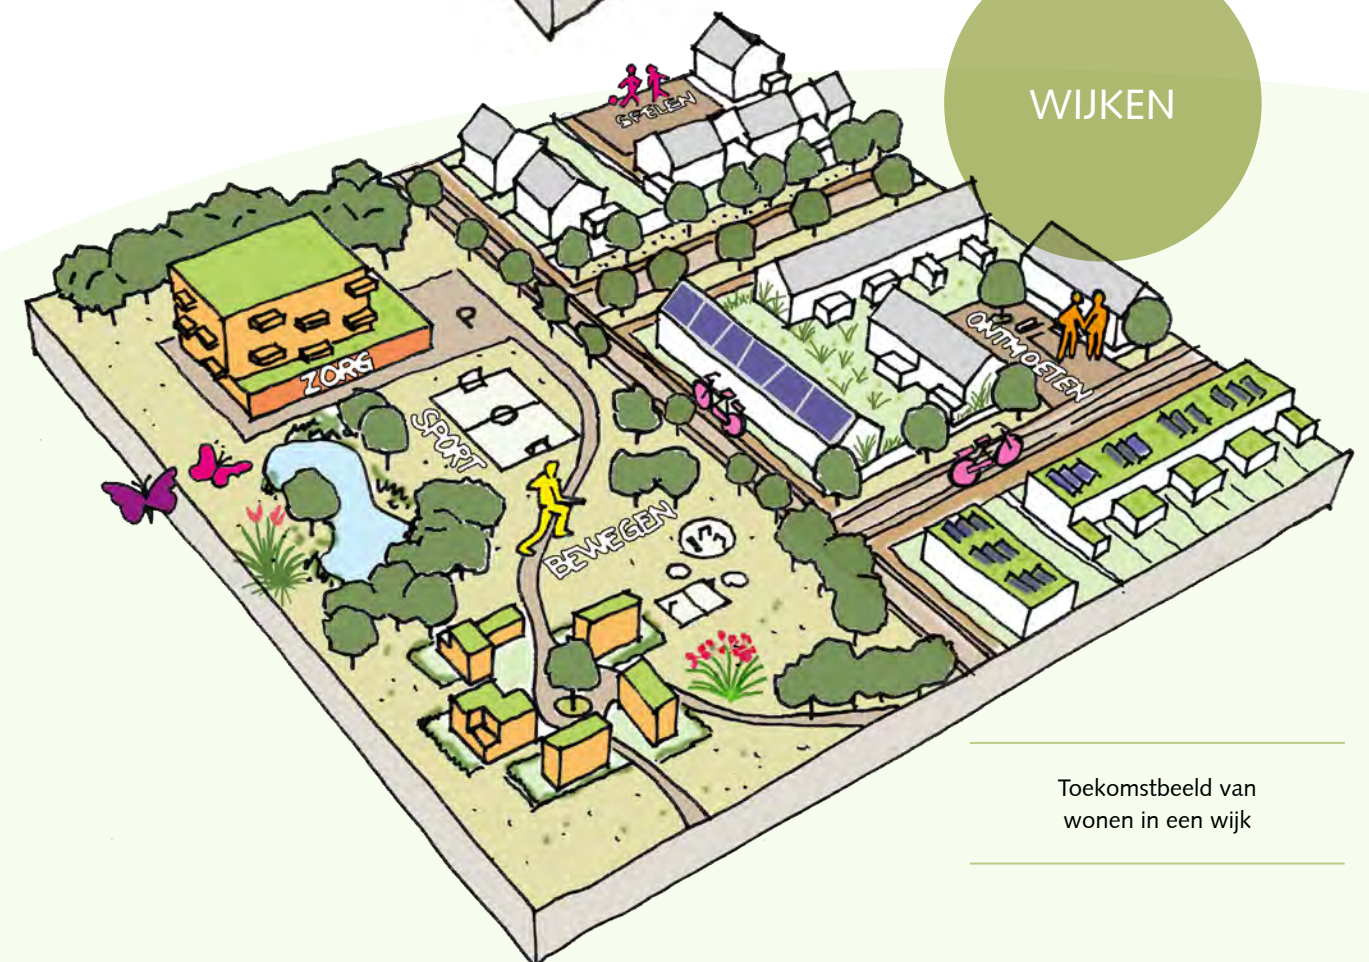 WIJKEN
SPELEN
ONTMOETEN
ZORG
P
SPORT
BEWEGEN
Toekomstbeeld van
wonen in een wijk